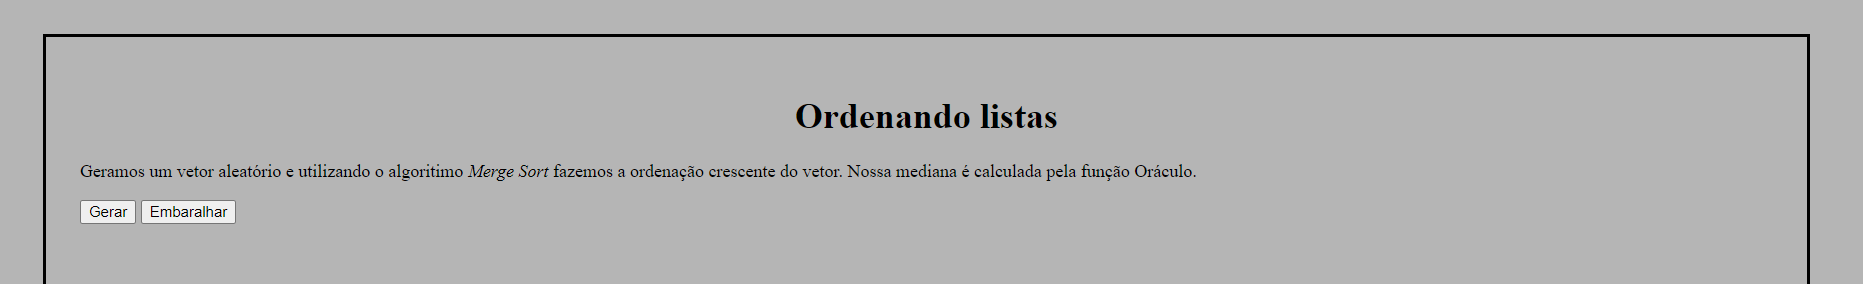 Ordenando listas
Geramos um vetor aleatório e utilizando o algoritimo Merge Sort fazemos a ordenação crescente do vetor. Nossa mediana é calculada pela função Oráculo.
Gerar Embaralhar